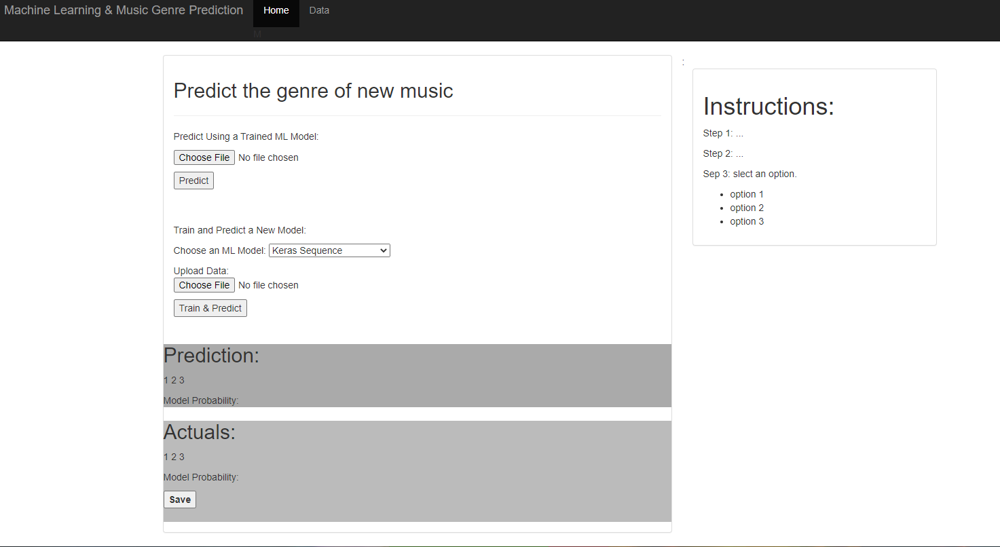 Machine Learning & Music Genre Prediction Home Data
M
:
Predict the genre of new music
Predict Using a Trained ML Model:
Choose File No file chosen
Predict
Train and Predict a New Model:
Choose an ML Model: Keras Sequence
Upload Data:
Choose File No file chosen
Train & Predict
Prediction:
1 2 3
Model Probability:
Actuals:
1 2 3
Model Probability:
Save
Instructions:
Step 1: ...
Step 2: ...
Sep 3: slect an option.
• option 1
• option 2
• option 3